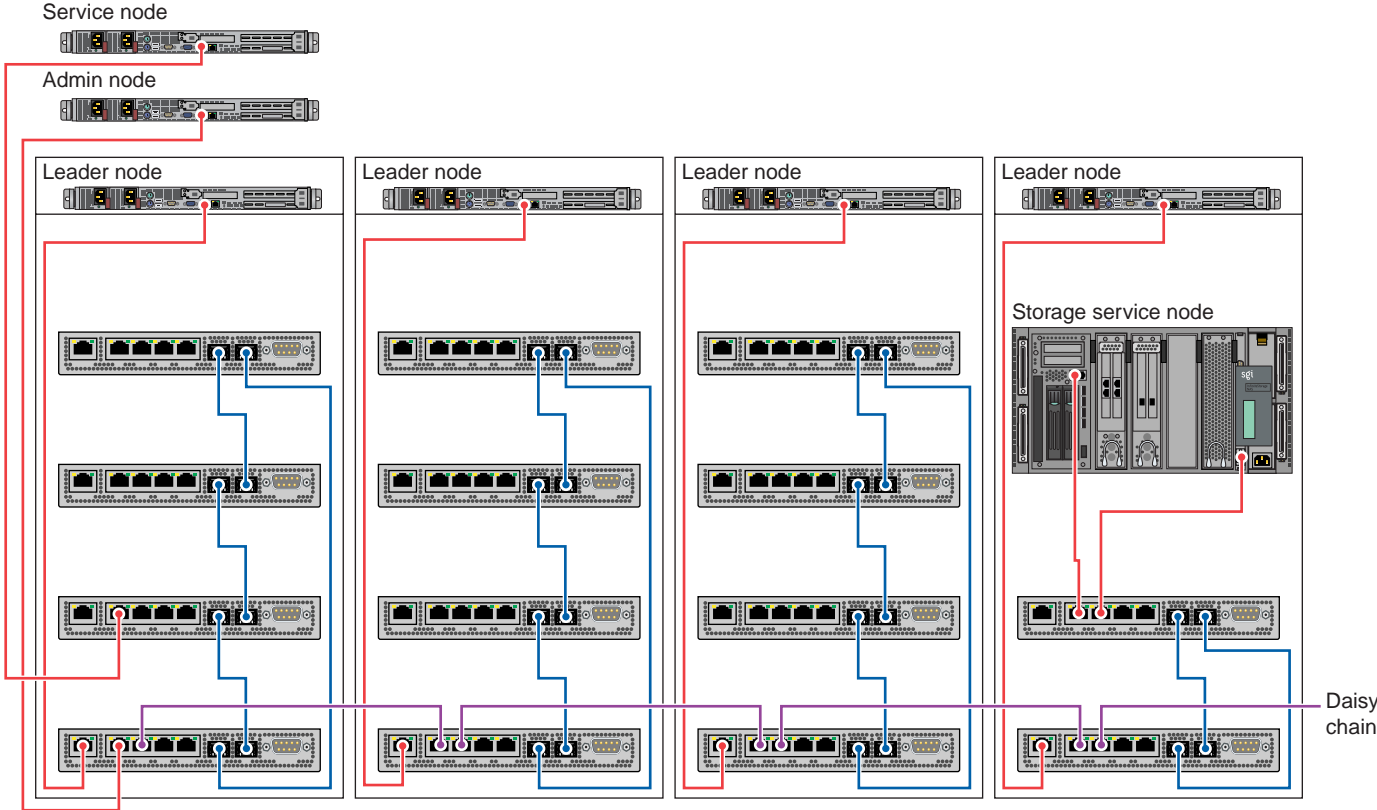 Service node
Admin node
Leader node
Leader node
Leader node
Leader node
Storage service node
sgi
Daisy
chain